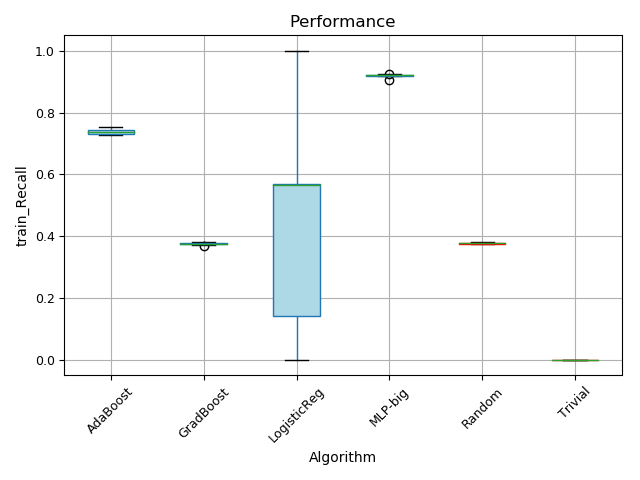 Performance
train_Recall
1.0
0.8
0.6
0.4
0.2
0.0
AdaBoost
GradBoost
LogisticReg
MLP-big
Random
Trivial
Algorithm